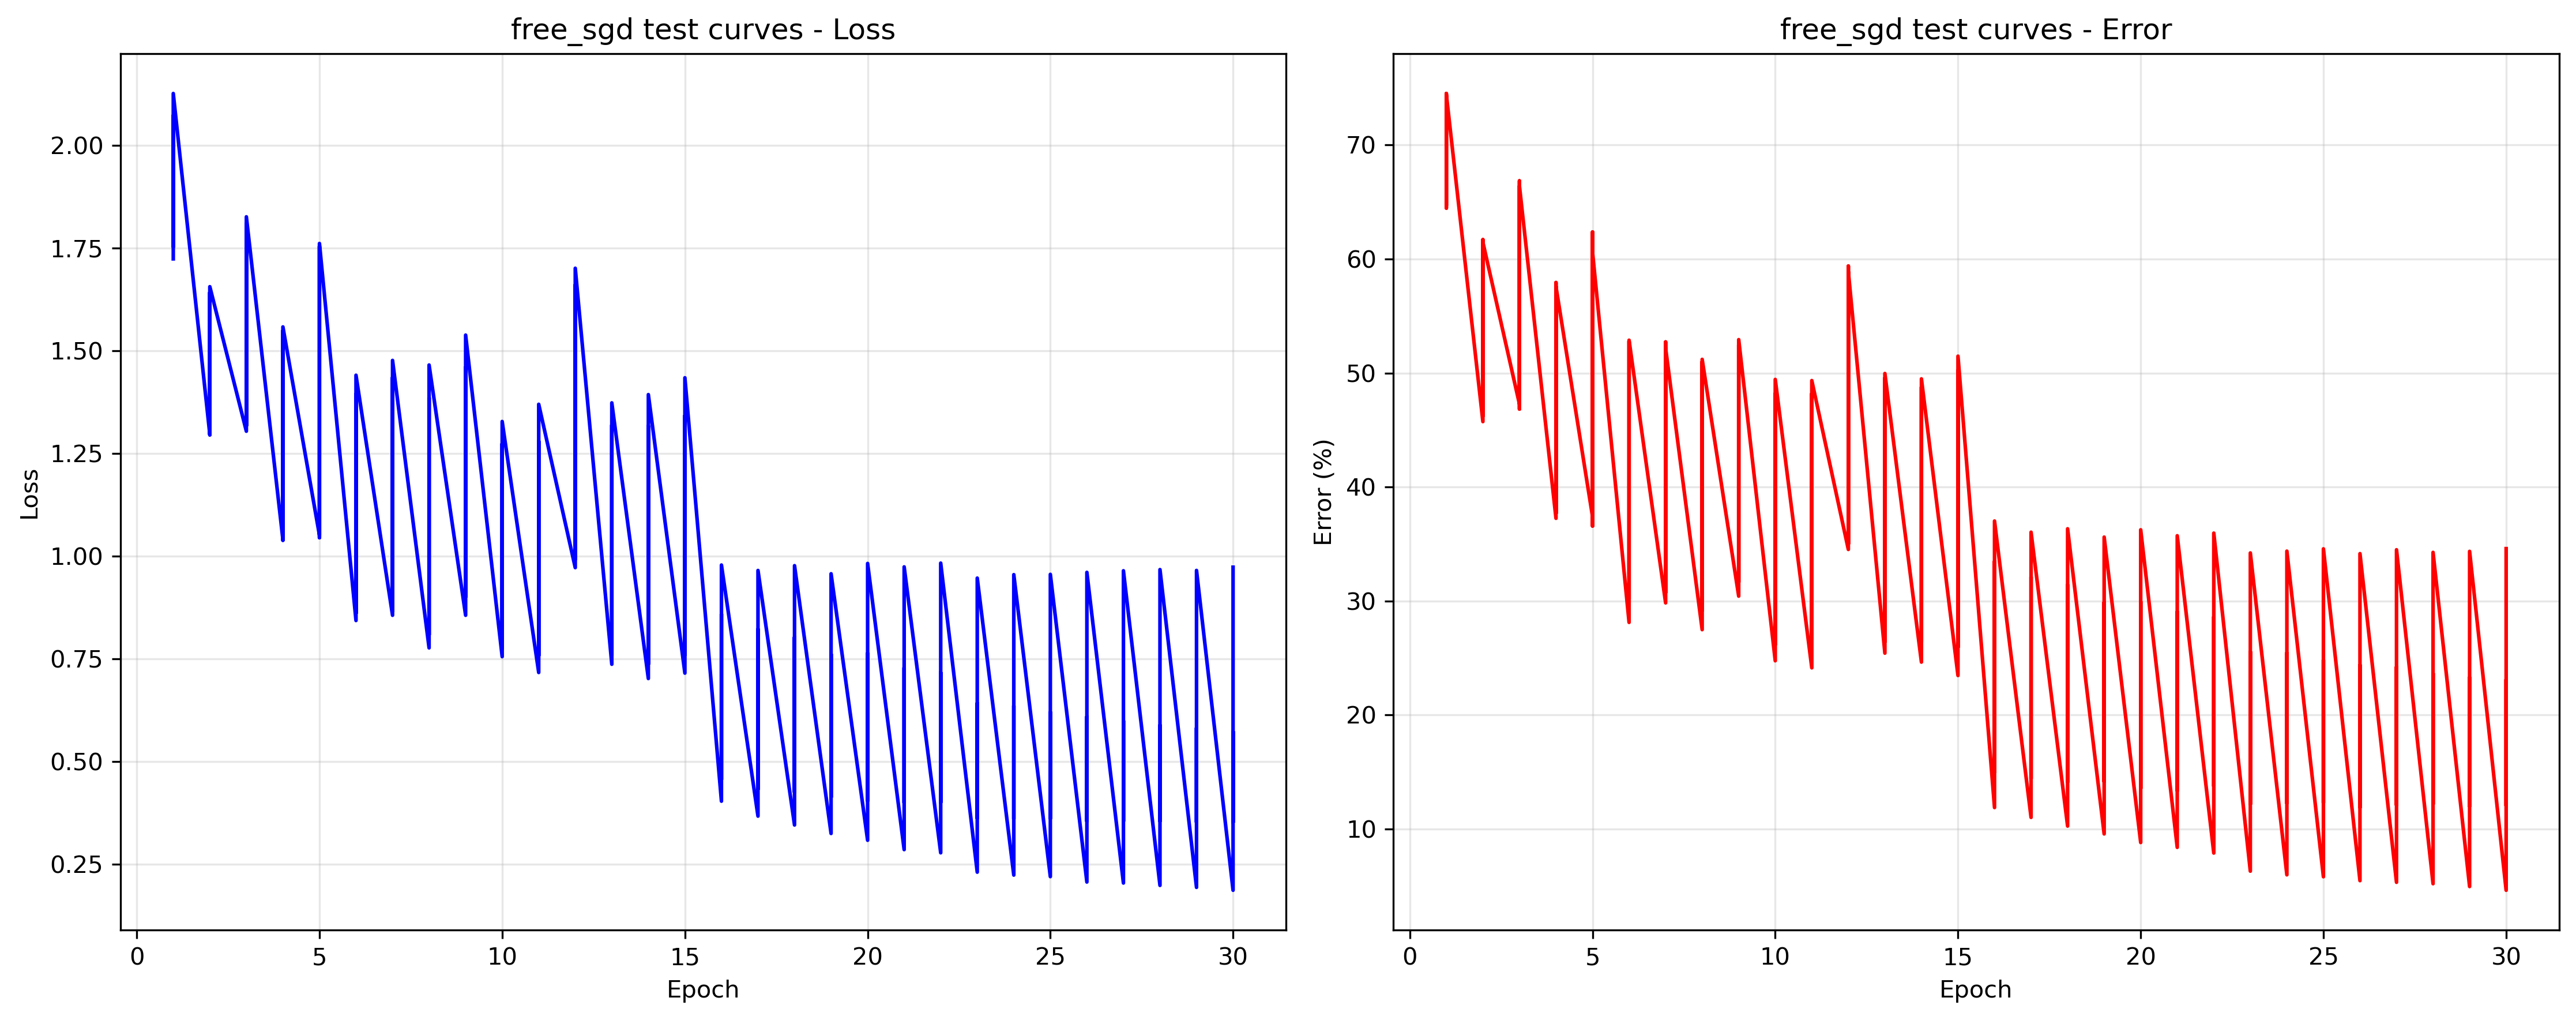 free_sgd test curves - Loss
Loss
2.00
1.75
1.50
1.25
1.00
0.75
0.50
0.25
0 5 10 15 20 25 30
Epoch
free_sgd test curves - Error
Error (%)
70
60
50
40
30
20
10
0 5 10 15 20 25 30
Epoch